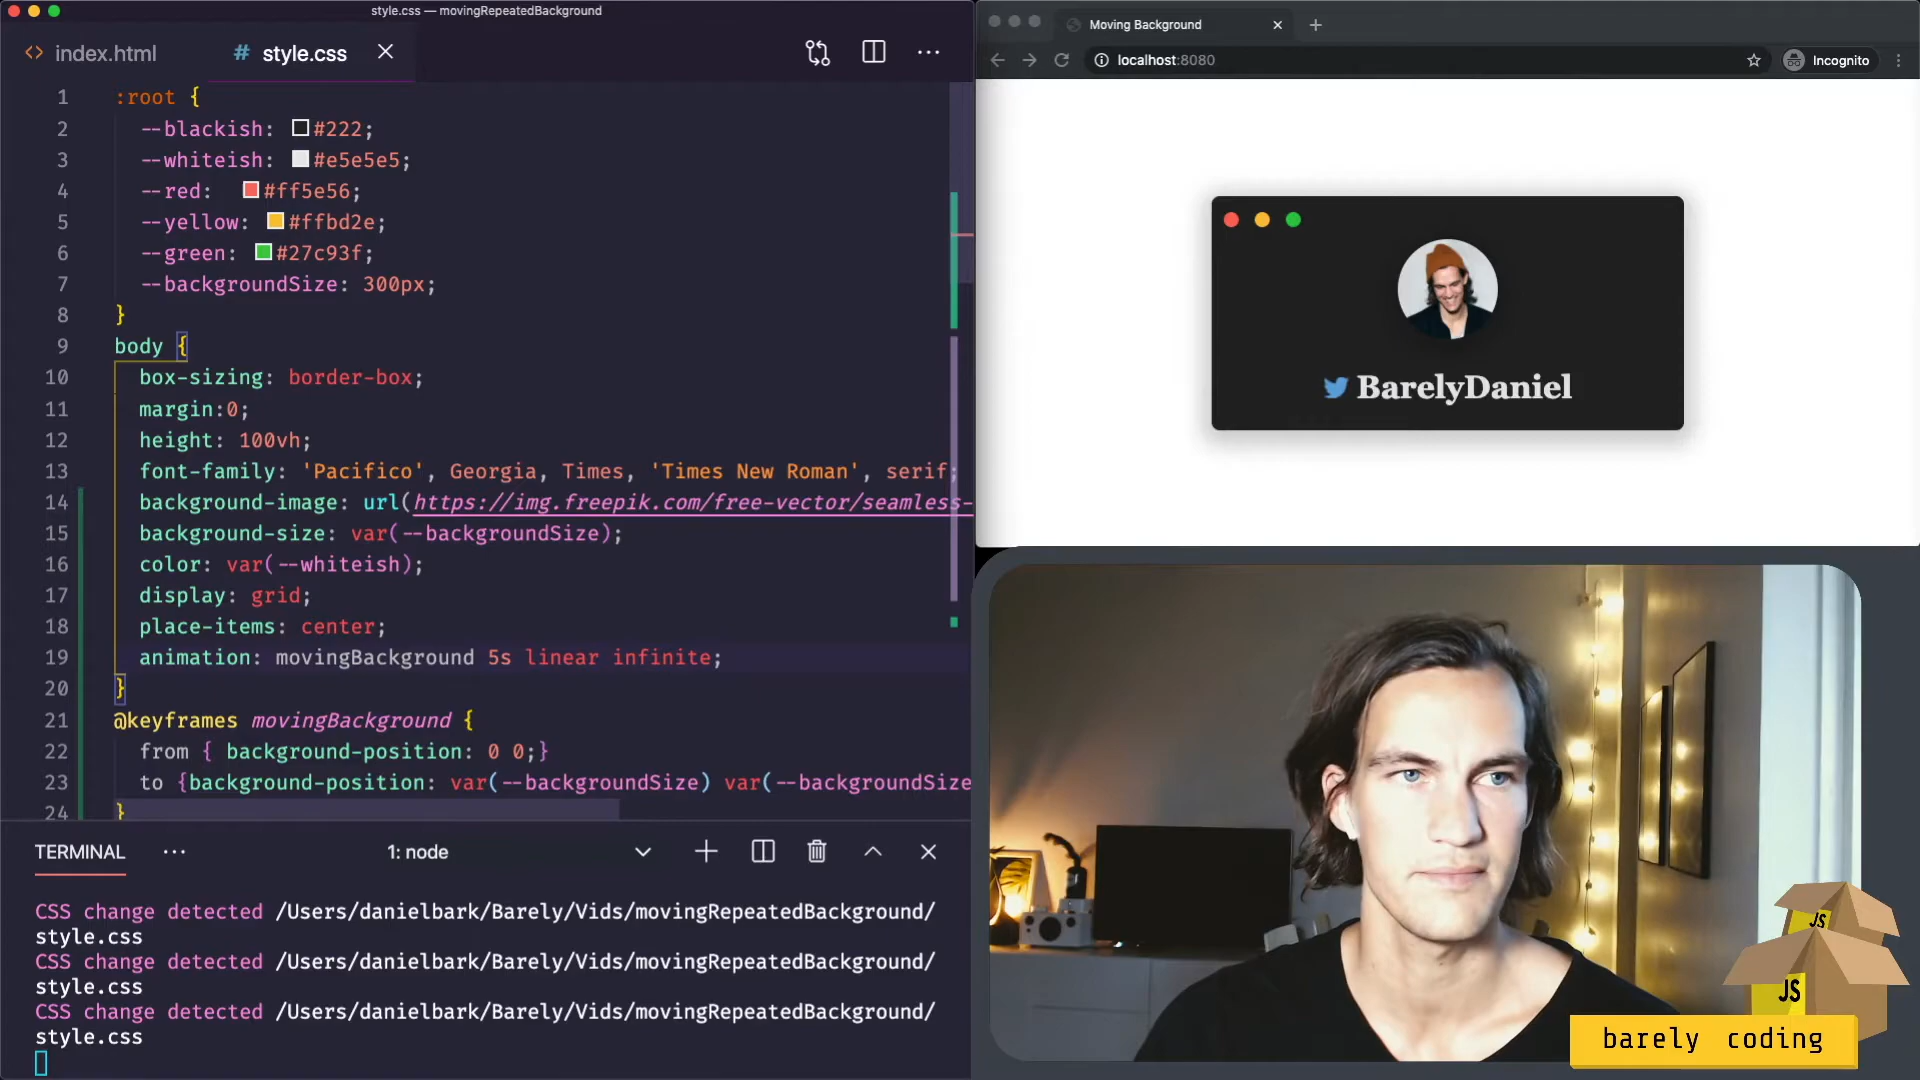 style.css — movingRepeatedBackground
index.html
# style.css
1 :root {
2 --blackish: #222;
3 --whiteish: #e5e5e5;
4 --red: #ff5e56;
5 --yellow: #ffbd2e;
6 --green: #27c93f;
7 --backgroundSize: 300px;
8 }
9 body {
10 box-sizing: border-box;
11 margin:0;
12 height: 100vh;
13 font-family: 'Pacifico', Georgia, Times, 'Times New Roman', serif;
14 background-image: url(https://img.freepik.com/free-vector/seamless-
15 background-size: var(--backgroundSize);
16 color: var(--whiteish);
17 display: grid;
18 place-items: center;
19 animation: movingBackground 5s linear infinite;
20 }
21 @keyframes movingBackground {
22 from { background-position: 0 0;}
23 to {background-position: var(--backgroundSize) var(--backgroundSize
24 }
TERMINAL
1: node
CSS change detected /Users/danielbark/Barely/Vids/movingRepeatedBackground/
style.css
CSS change detected /Users/danielbark/Barely/Vids/movingRepeatedBackground/
style.css
CSS change detected /Users/danielbark/Barely/Vids/movingRepeatedBackground/
style.css
Moving Background
localhost:8080
Incognito
BarelyDaniel
JS
JS
barely coding